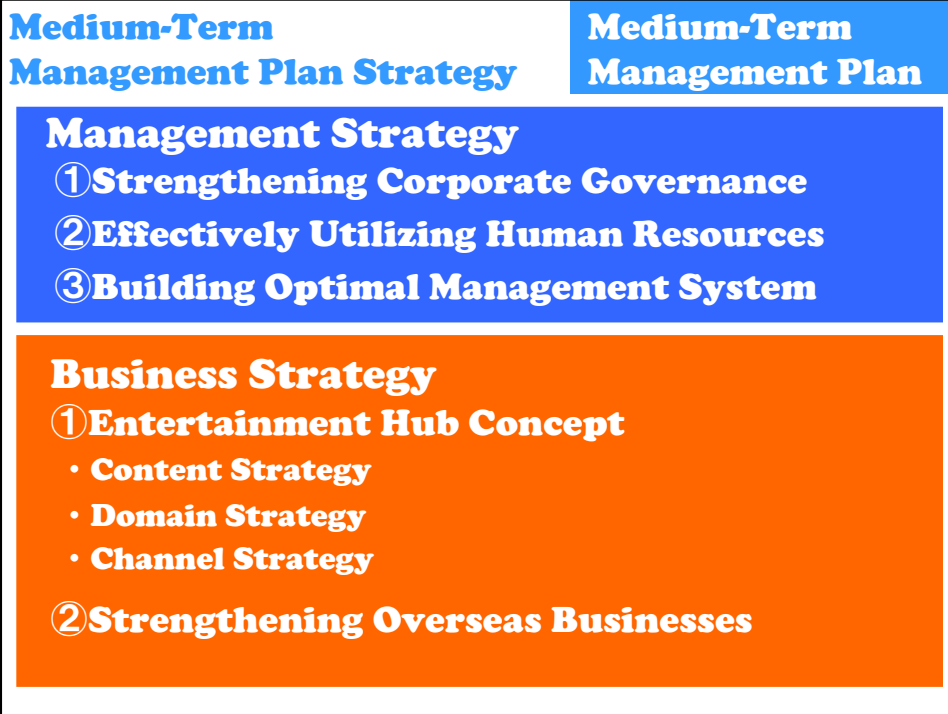 Medium-Term
Management Plan Strategy
Medium-Term
Management Plan
Management Strategy
①Strengthening Corporate Governance
②Effectively Utilizing Human Resources
③Building Optimal Management System
Business Strategy
①Entertainment Hub Concept
・Content Strategy
・Domain Strategy
・Channel Strategy
②Strengthening Overseas Businesses